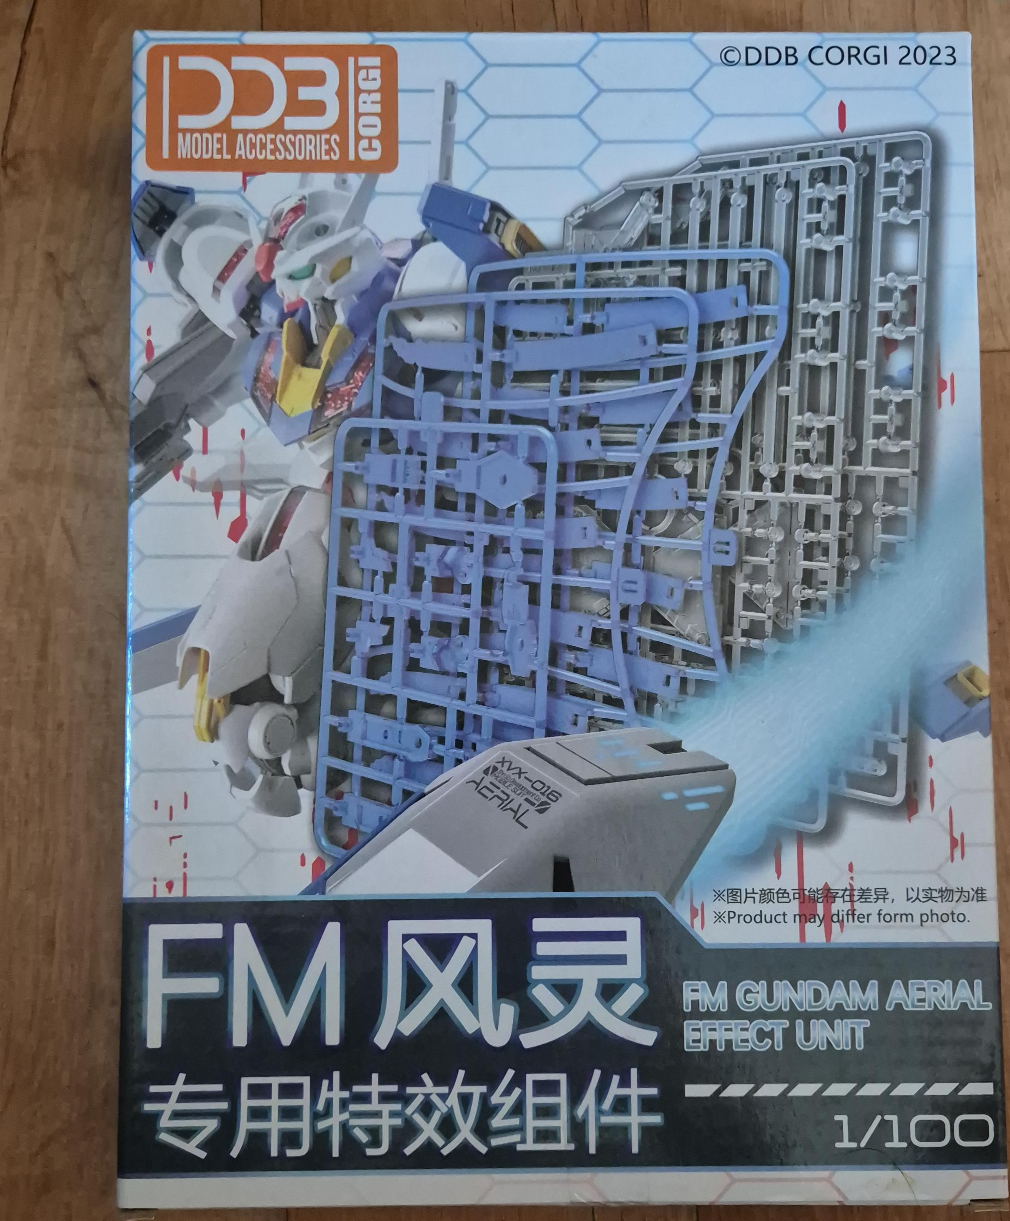 DDB
MODEL ACCESSORIES
CORGI
©DDB CORGI 2023
XVX-016
AERIAL
※图片颜色可能存在差异，以实物为准
※Product may differ form photo.
FM 风灵
专用特效组件
FM GUNDAM AERIAL
EFFECT UNIT
1/100